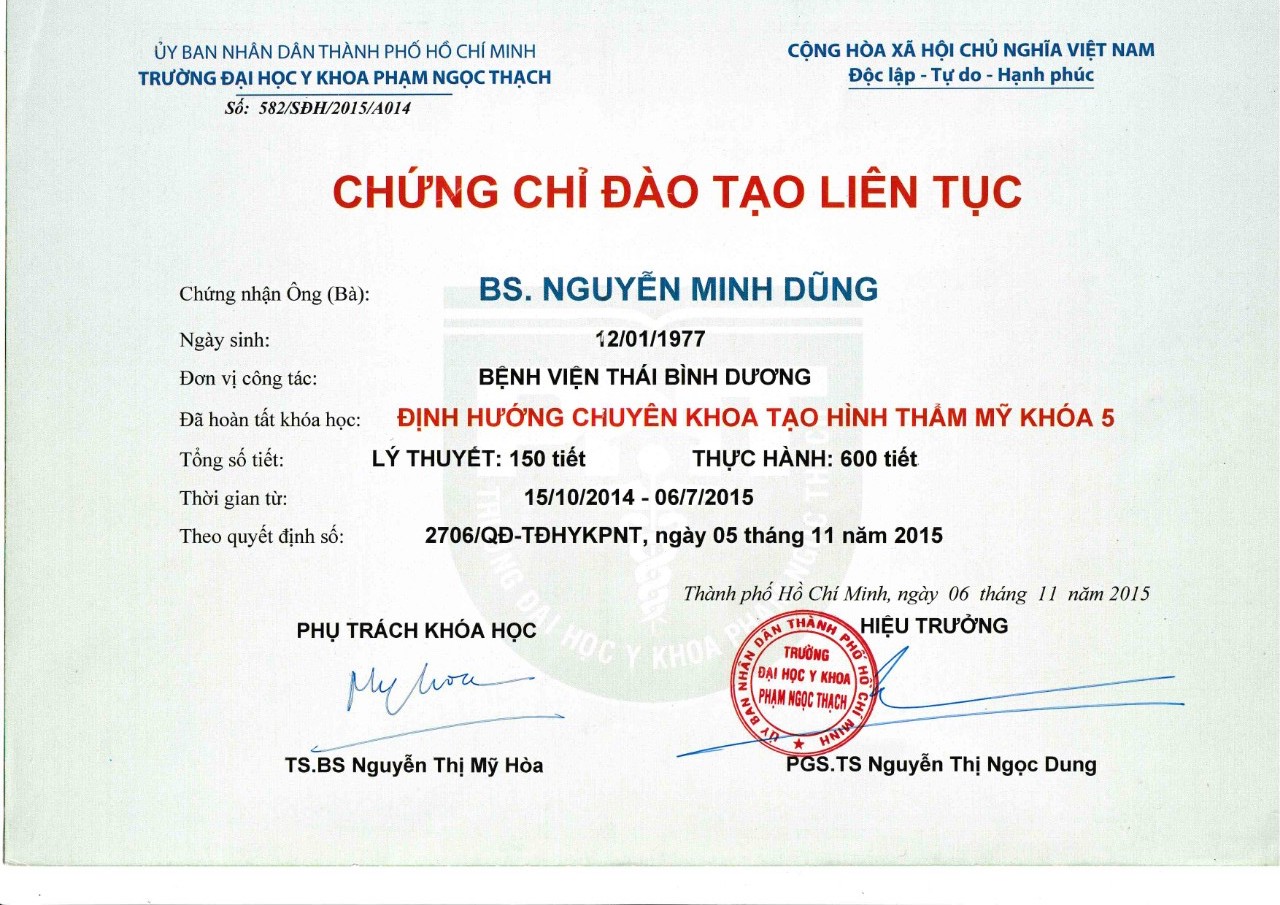 ỦY BAN NHÂN DÂN THÀNH PHỐ HỒ CHÍ MINH
TRƯỜNG ĐẠI HỌC Y KHOA PHẠM NGỌC THẠCH
Số: 582/SĐH/2015/A014
CỘNG HÒA XÃ HỘI CHỦ NGHĨA VIỆT NAM
Độc lập - Tự do - Hạnh phúc
CHỨNG CHỈ ĐÀO TẠO LIÊN TỤC
Chứng nhận Ông (Bà): BS. NGUYỄN MINH DŨNG
Ngày sinh: 12/01/1977
Đơn vị công tác: BỆNH VIỆN THÁI BÌNH DƯƠNG
Đã hoàn tất khóa học: ĐỊNH HƯỚNG CHUYÊN KHOA TẠO HÌNH THẨM MỸ KHÓA 5
Tổng số tiết: LÝ THUYẾT: 150 tiết THỰC HÀNH: 600 tiết
Thời gian từ: 15/10/2014 - 06/7/2015
Theo quyết định số: 2706/QĐ-TĐHYKPNT, ngày 05 tháng 11 năm 2015
Thành phố Hồ Chí Minh, ngày 06 tháng 11 năm 2015
PHỤ TRÁCH KHÓA HỌC
HIỆU TRƯỞNG
ỦY BAN NHÂN DÂN THÀNH PHỐ HỒ CHÍ MINH
TRƯỜNG
ĐẠI HỌC Y KHOA
PHẠM NGỌC THẠCH
My hoa
TS.BS Nguyễn Thị Mỹ Hòa
PGS.TS Nguyễn Thị Ngọc Dung
TRƯỜNG ĐẠI HỌC Y KHOA PHẠM NGỌC THẠCH